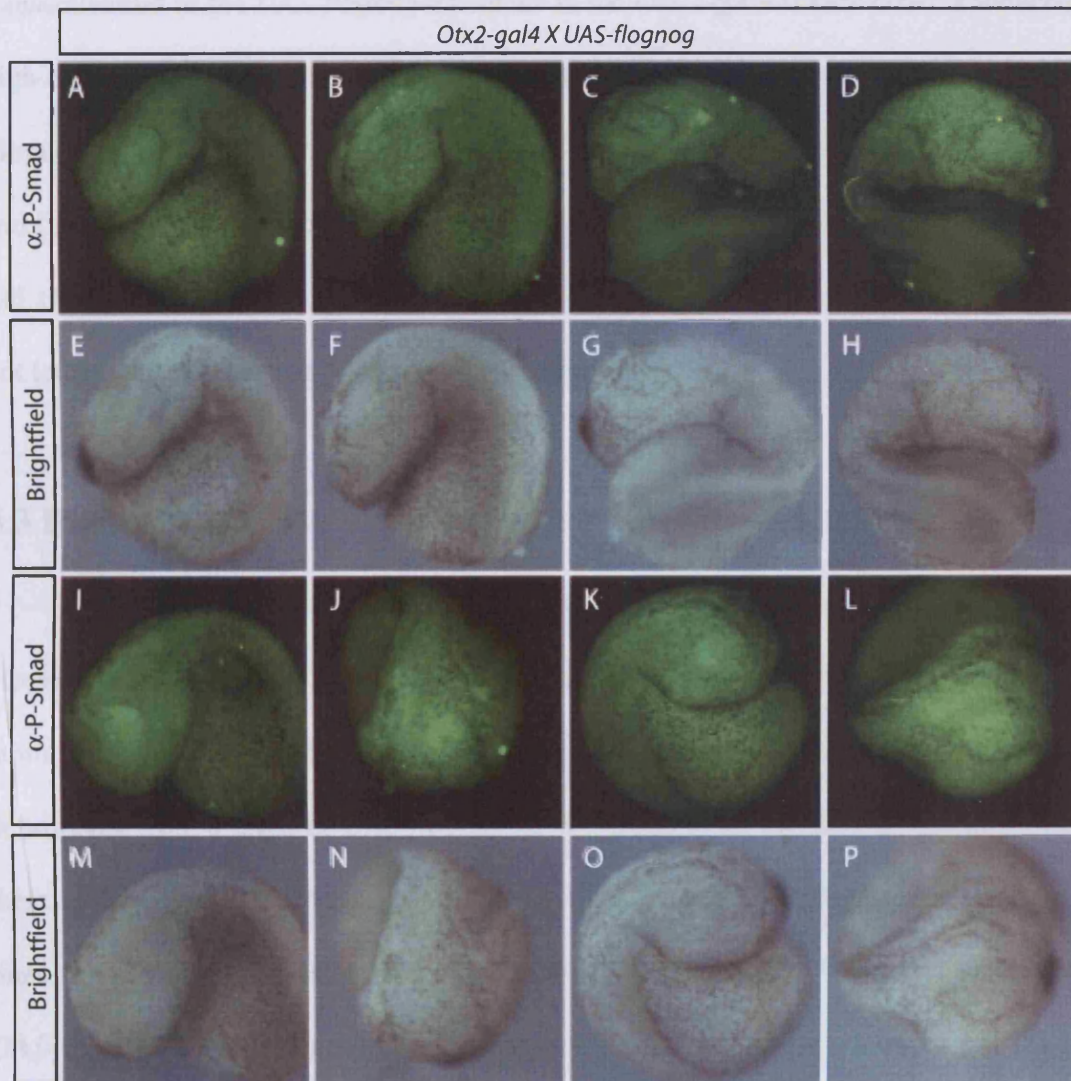 Otx2-gal4 X UAS-flognog
α-P-Smad
A
B
C
D
Brightfield
E
F
G
H
α-P-Smad
I
J
K
L
Brightfield
M
N
O
P